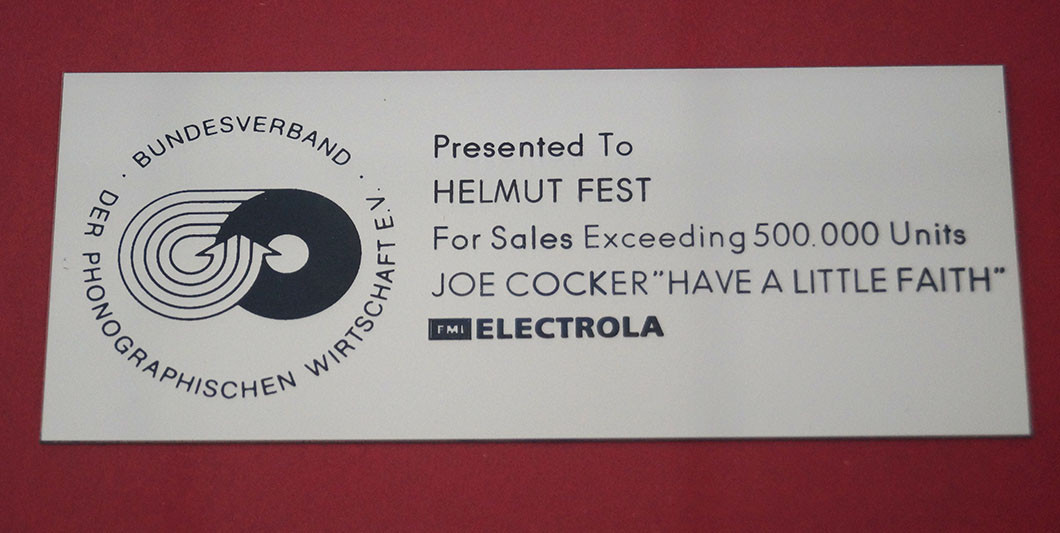 · BUNDESVERBAND ·
DER PHONOGRAPHISCHEN WIRTSCHAFT E.V.
Presented To
HELMUT FEST
For Sales Exceeding 500.000 Units
JOE COCKER "HAVE A LITTLE FAITH"
EMI ELECTROLA